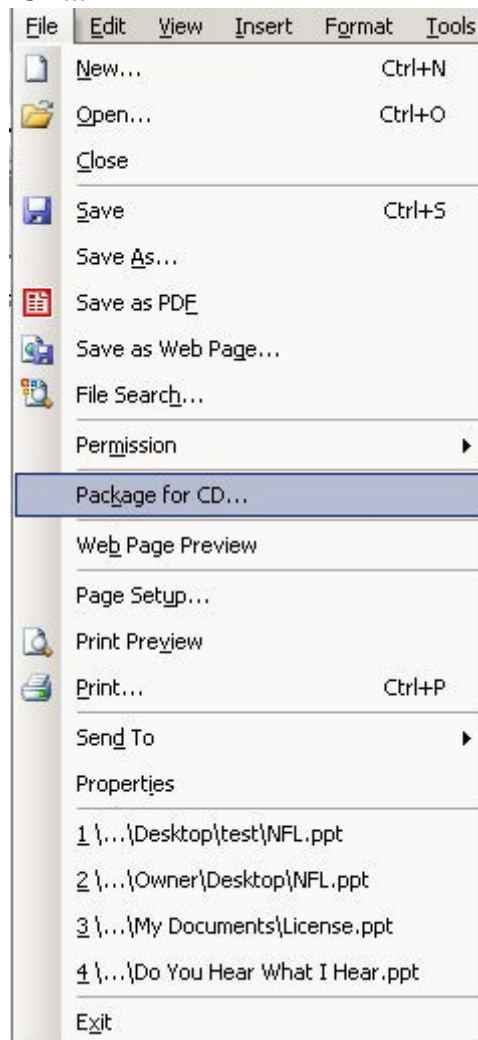 File Edit View Insert Format Tools
New... Ctrl+N
Open... Ctrl+O
Close
Save Ctrl+S
Save As...
Save as PDF
Save as Web Page...
File Search...
Permission
Package for CD...
Web Page Preview
Page Setup...
Print Preview
Print... Ctrl+P
Send To
Properties
1 \...\Desktop\test\NFL.ppt
2 \...\Owner\Desktop\NFL.ppt
3 \...\My Documents\License.ppt
4 \...\Do You Hear What I Hear.ppt
Exit